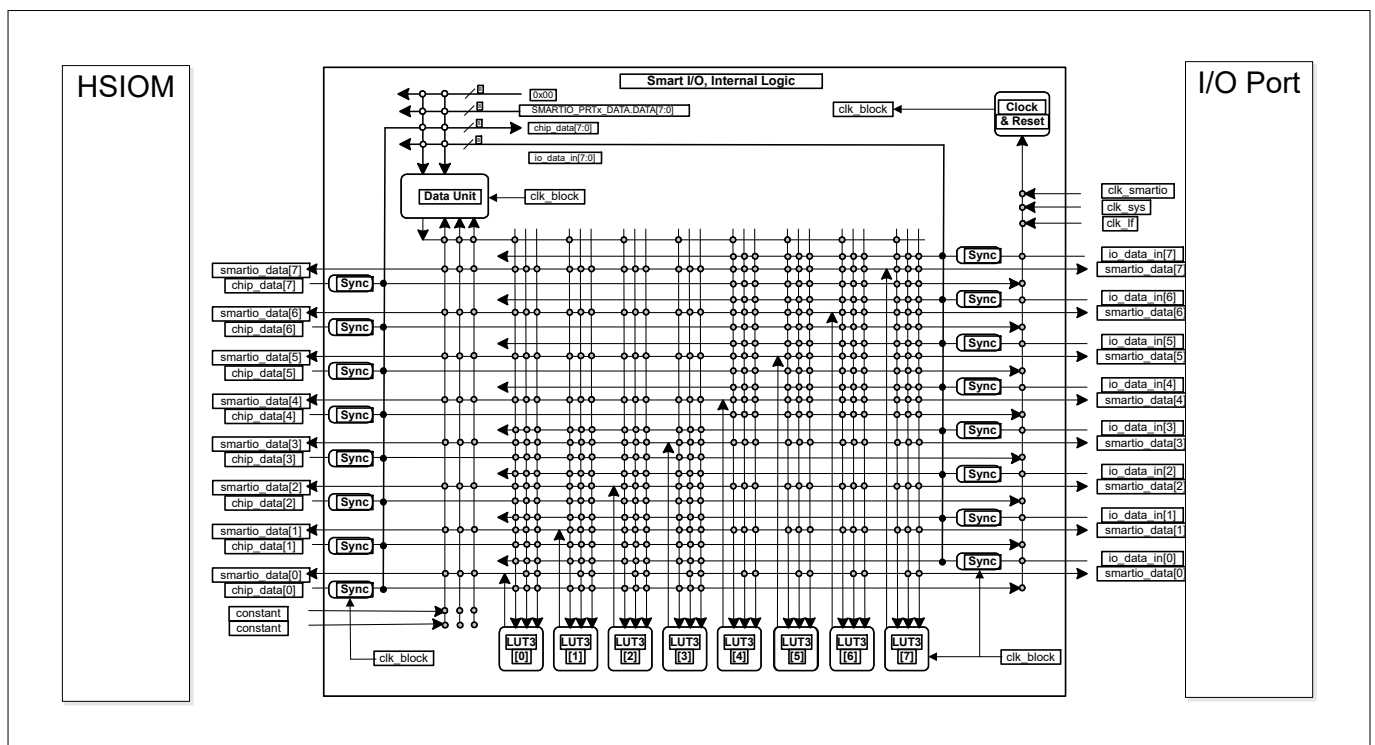 HSIOM
Smart I/O, Internal Logic
I/O Port
8
0x00
8
SMARTIO_PRTx_DATA.DATA[7:0]
8
chip_data[7:0]
8
io_data_in[7:0]
clk_block
Clock
& Reset
Data Unit
clk_block
clk_smartio
clk_sys
clk_lf
smartio_data[7]
chip_data[7]
Sync
Sync
io_data_in[7]
smartio_data[7]
smartio_data[6]
chip_data[6]
Sync
Sync
io_data_in[6]
smartio_data[6]
smartio_data[5]
chip_data[5]
Sync
Sync
io_data_in[5]
smartio_data[5]
smartio_data[4]
chip_data[4]
Sync
Sync
io_data_in[4]
smartio_data[4]
smartio_data[3]
chip_data[3]
Sync
Sync
io_data_in[3]
smartio_data[3]
smartio_data[2]
chip_data[2]
Sync
Sync
io_data_in[2]
smartio_data[2]
smartio_data[1]
chip_data[1]
Sync
Sync
io_data_in[1]
smartio_data[1]
smartio_data[0]
chip_data[0]
Sync
Sync
io_data_in[0]
smartio_data[0]
constant
constant
clk_block
LUT3
[0]
LUT3
[1]
LUT3
[2]
LUT3
[3]
LUT3
[4]
LUT3
[5]
LUT3
[6]
LUT3
[7]
clk_block